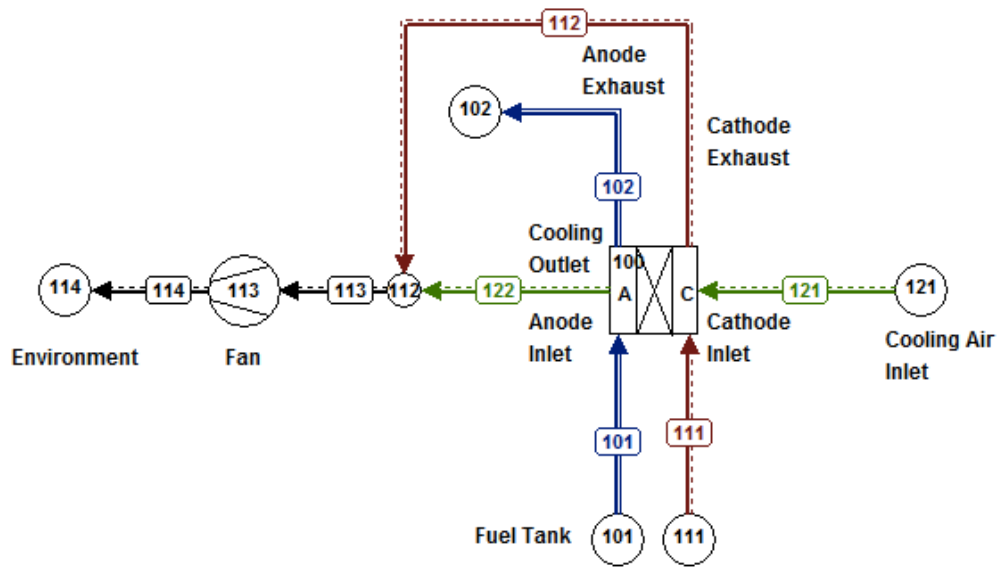 112
Anode
Exhaust
102
Cathode
Exhaust
102
Cooling
Outlet
100
114
114
113
113
112
122
A
C
121
121
Environment
Fan
Anode
Inlet
Cathode
Inlet
Cooling Air
Inlet
101
111
Fuel Tank
101
111